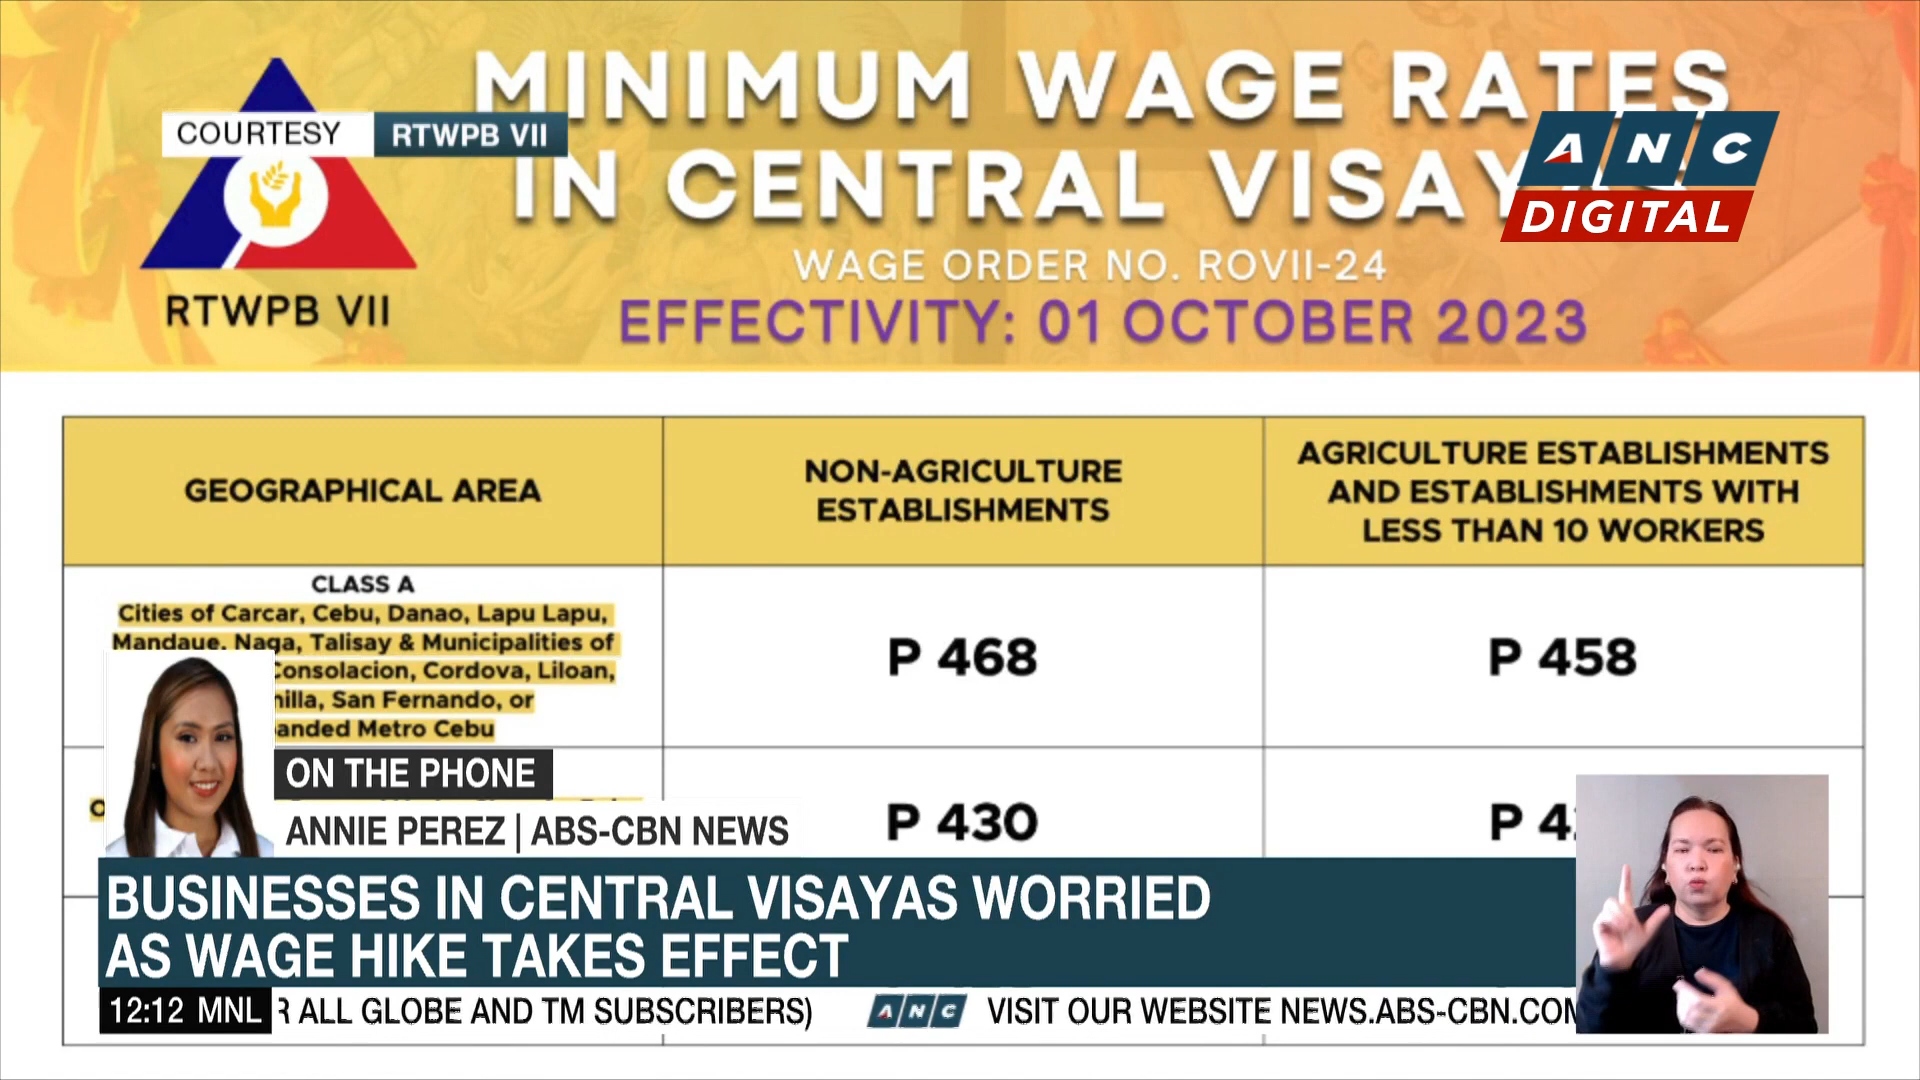 MINIMUM WAGE RATES
COURTESY RTWPB VII
IN CENTRAL
ANC
DIGITAL
WAGE ORDER NO. ROVII-24
RTWPB VII
EFFECTIVITY: 01 OCTOBER 2023
GEOGRAPHICAL AREA
NON-AGRICULTURE
ESTABLISHMENTS
AGRICULTURE ESTABLISHMENTS
AND ESTABLISHMENTS WITH
LESS THAN 10 WORKERS
CLASS A
Cities of Carcar, Cebu, Danao, Lapu Lapu,
Mandaue, Naga, Talisay & Municipalities of
Consolacion, Cordova, Liloan,
San Fernando, or
Metro Cebu
P 468
P 458
P 430
P
ON THE PHONE
ANNIE PEREZ | ABS-CBN NEWS
BUSINESSES IN CENTRAL VISAYAS WORRIED
AS WAGE HIKE TAKES EFFECT
12:12 MNL
ALL GLOBE AND TM SUBSCRIBERS) ANC VISIT OUR WEBSITE NEWS.ABS-CBN.COM